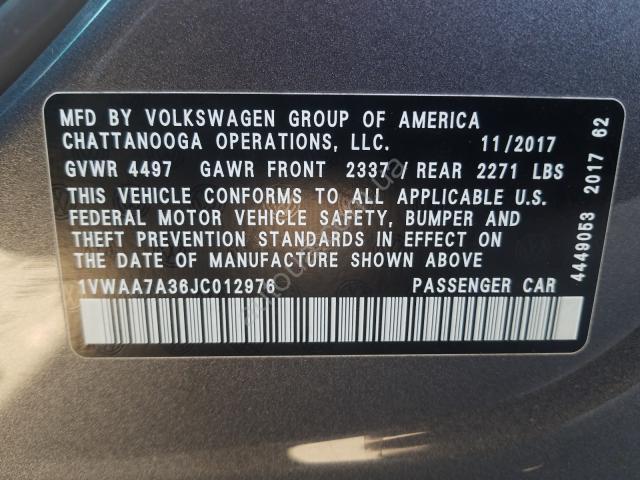 MFD BY VOLKSWAGEN GROUP OF AMERICA
CHATTANOOGA OPERATIONS, LLC. 11/2017
GVWR 4497 GAWR FRONT 2337 / REAR 2271 LBS
THIS VEHICLE CONFORMS TO ALL APPLICABLE U.S.
FEDERAL MOTOR VEHICLE SAFETY, BUMPER AND
THEFT PREVENTION STANDARDS IN EFFECT ON
THE DATE OF MANUFACTURE SHOWN ABOVE
1VWAA7A36JC012976 PASSENGER CAR
4449053 2017 62